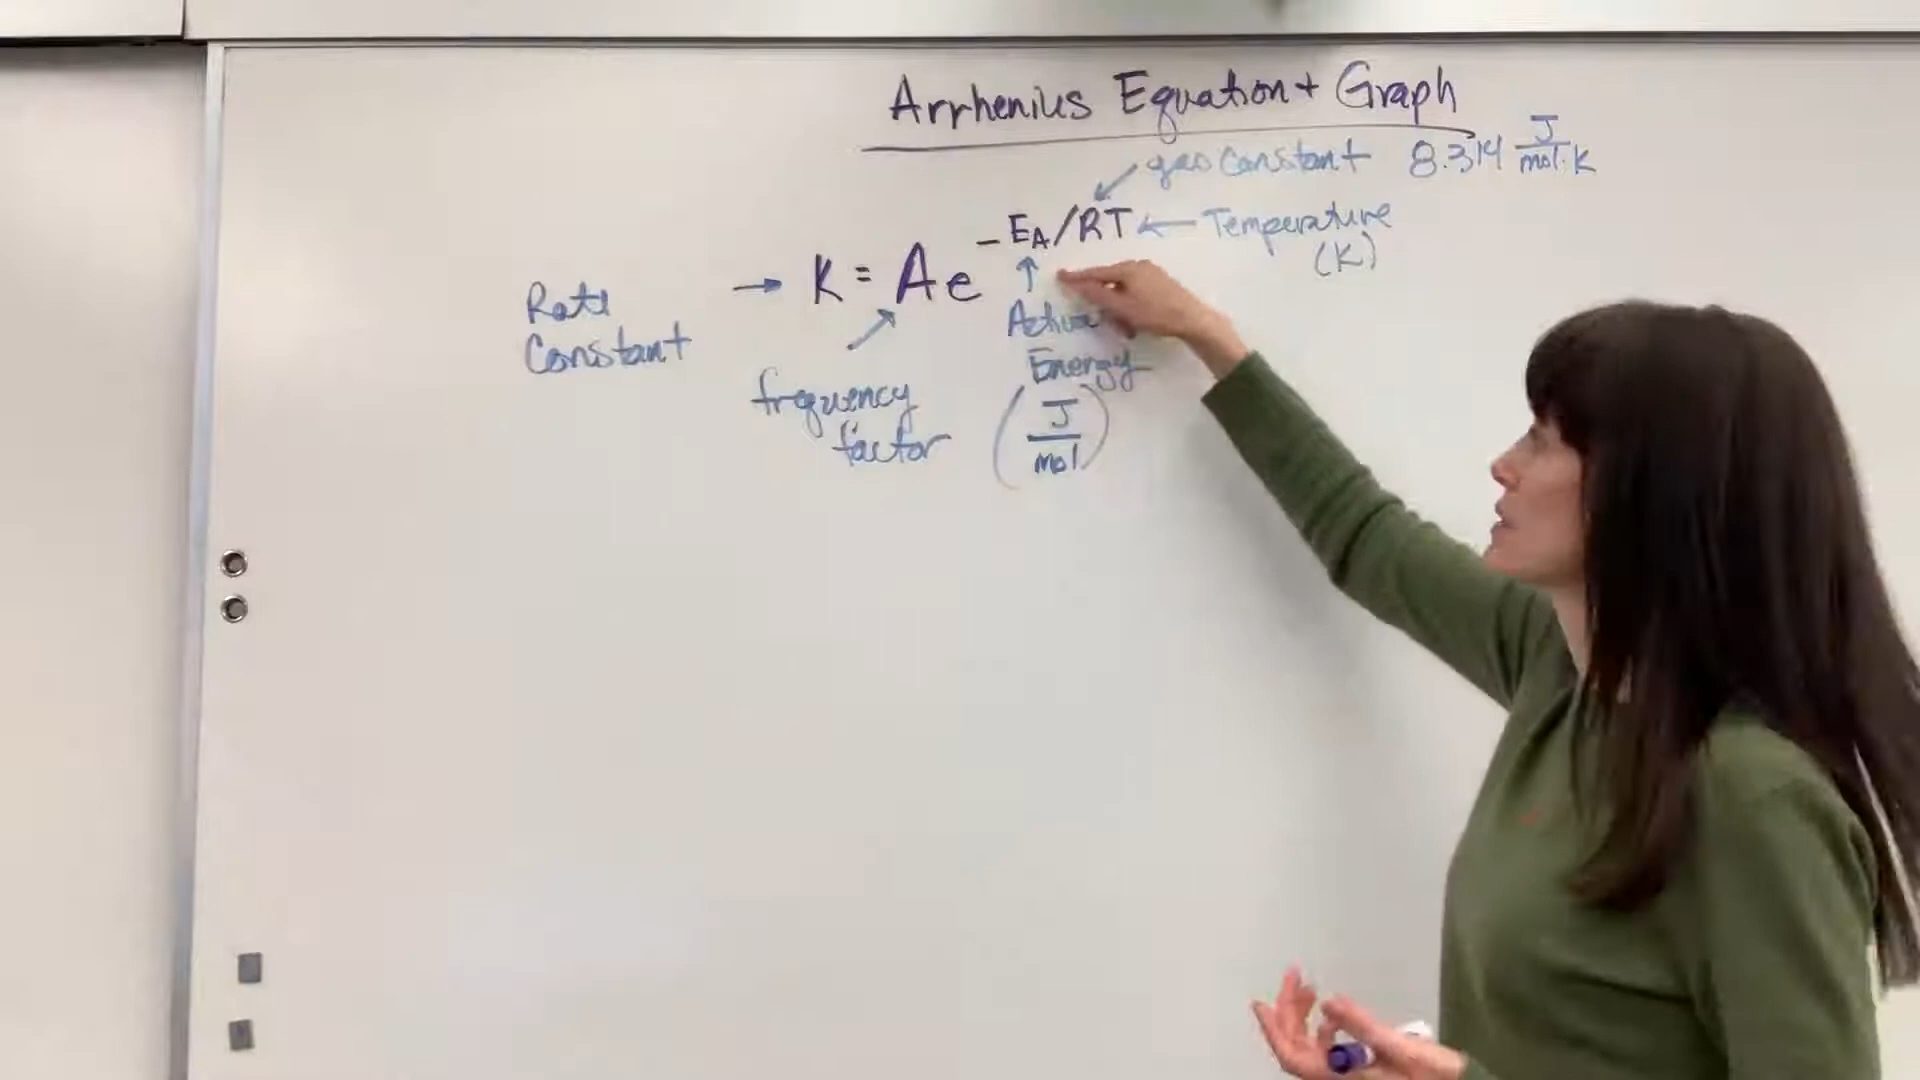 Arrhenius Equation + Graph
gas constant 8.314 J/mol·K
K = Ae -EA/RT
Temperature
(K)
Rate
Constant
frequency
factor
Energy
(J/mol)